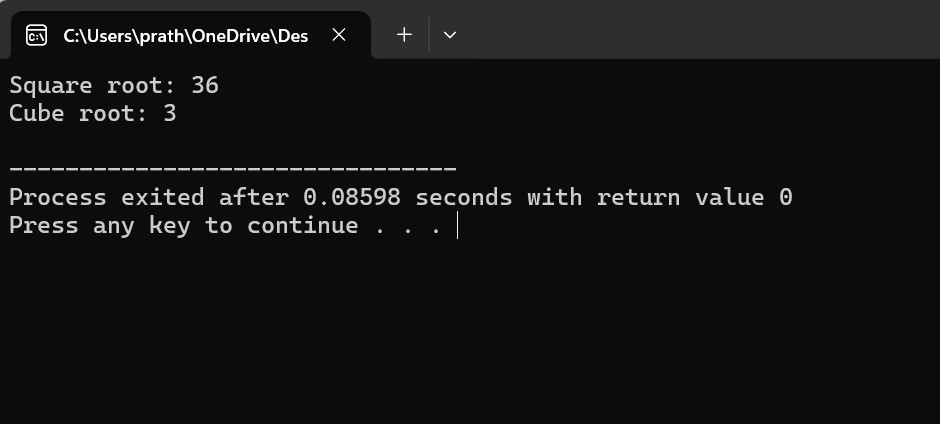 C:\Users\prath\OneDrive\Des
Square root: 36
Cube root: 3
--------------------------------
Process exited after 0.08598 seconds with return value 0
Press any key to continue . . .